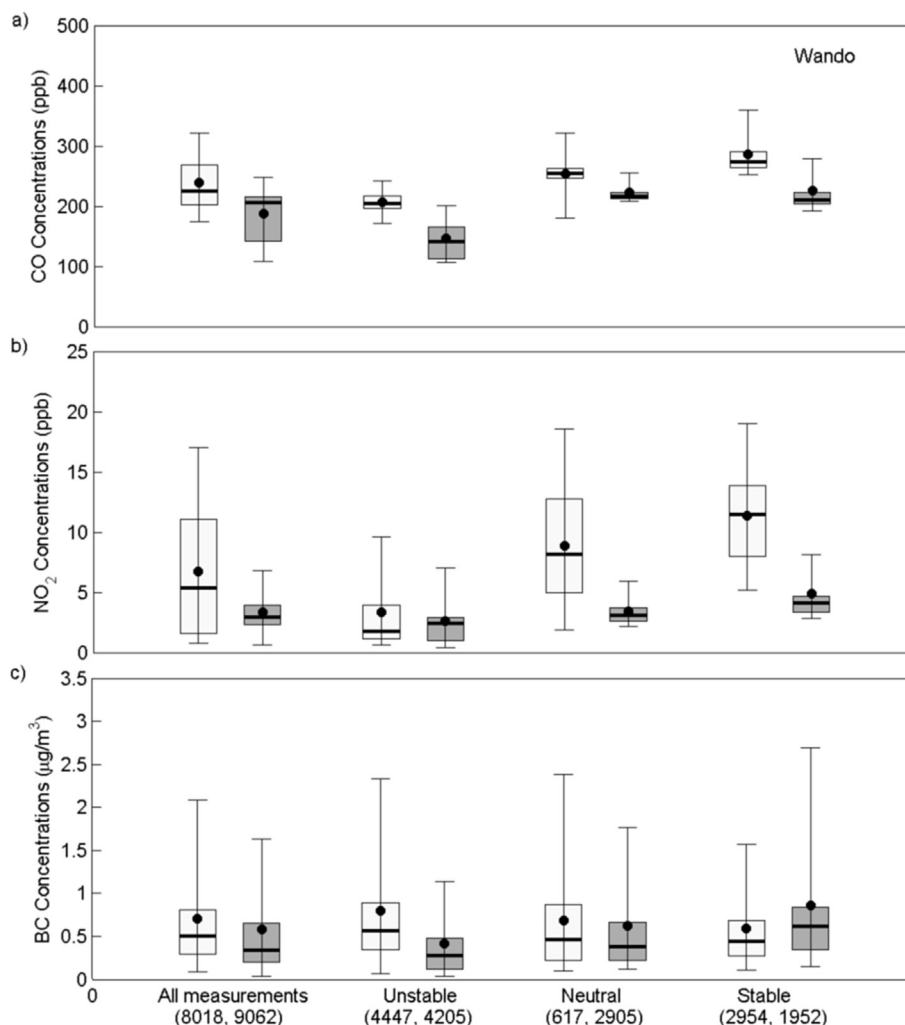 a)
500
400
300
200
100
0
CO Concentrations (ppb)
Wando
b)
25
20
15
10
5
0
NO₂ Concentrations (ppb)
c)
3.5
3
2.5
2
1.5
1
0.5
0
BC Concentrations (µg/m³)
0
All measurements
(8018, 9062)
Unstable
(4447, 4205)
Neutral
(617, 2905)
Stable
(2954, 1952)